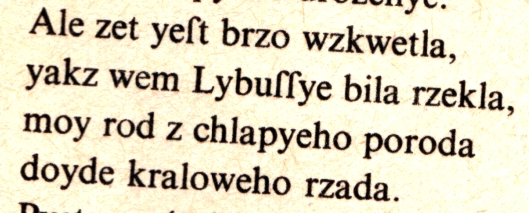 Ale zet yeſt brzo wzkwetla,
yakz wem Lybuſſye bila rzekla,
moy rod z chlapyeho poroda
doyde kraloweho rzada.